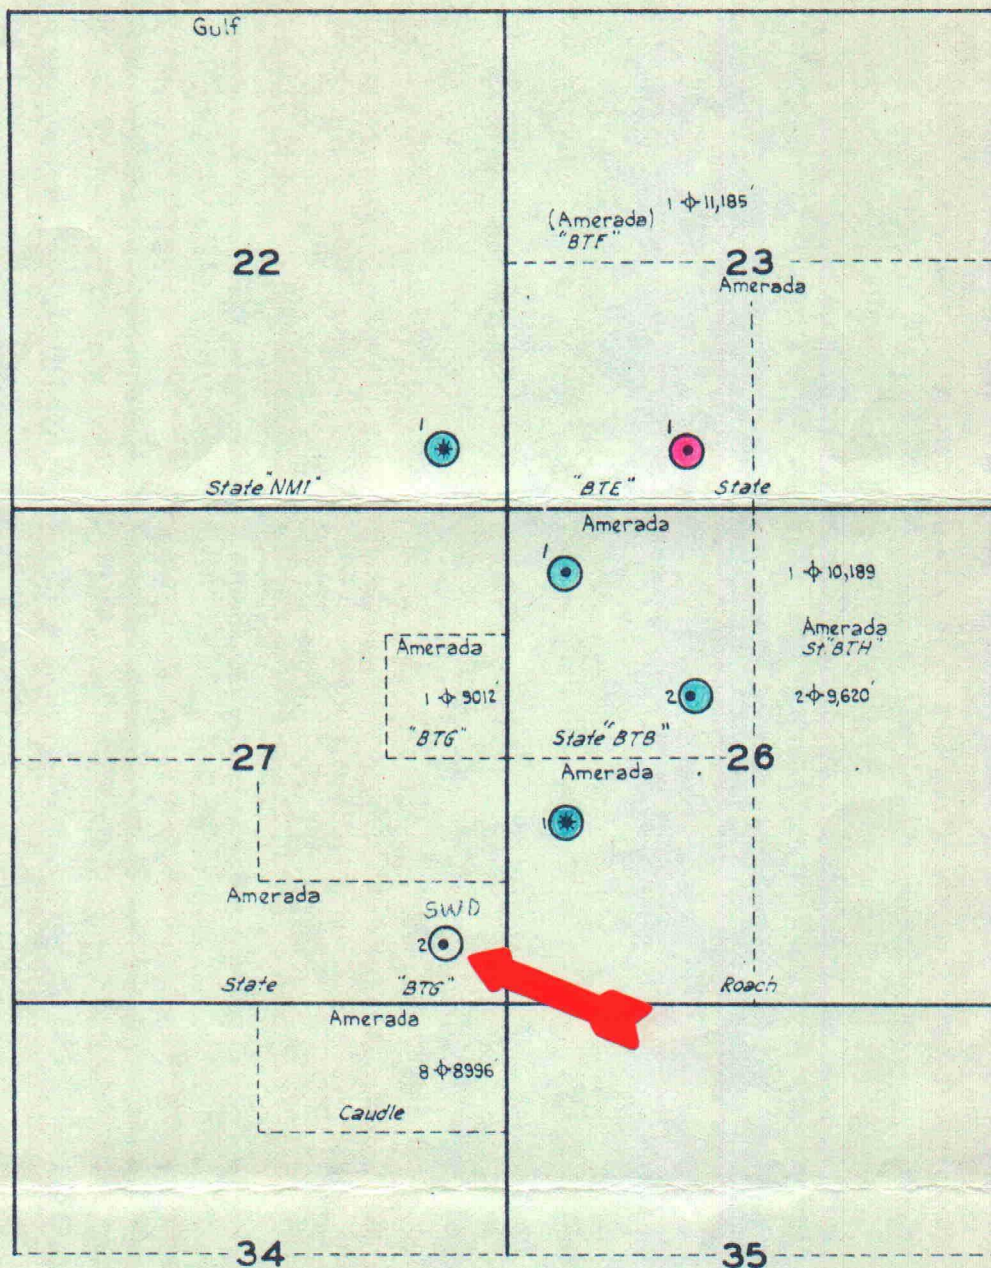 Gulf
1 11,185'
(Amerada)
"BTF"
22
23
Amerada
1
1
State "NMI"
"BTE"
State
Amerada
1
1 10,189
Amerada
Amerada
St. "BTH"
1 9012'
2
2 9,620'
"BTG"
State "BTB"
27
26
Amerada
1
Amerada
SWD
2
State
"BTG"
Roach
Amerada
8 8996'
Caudle
34
35